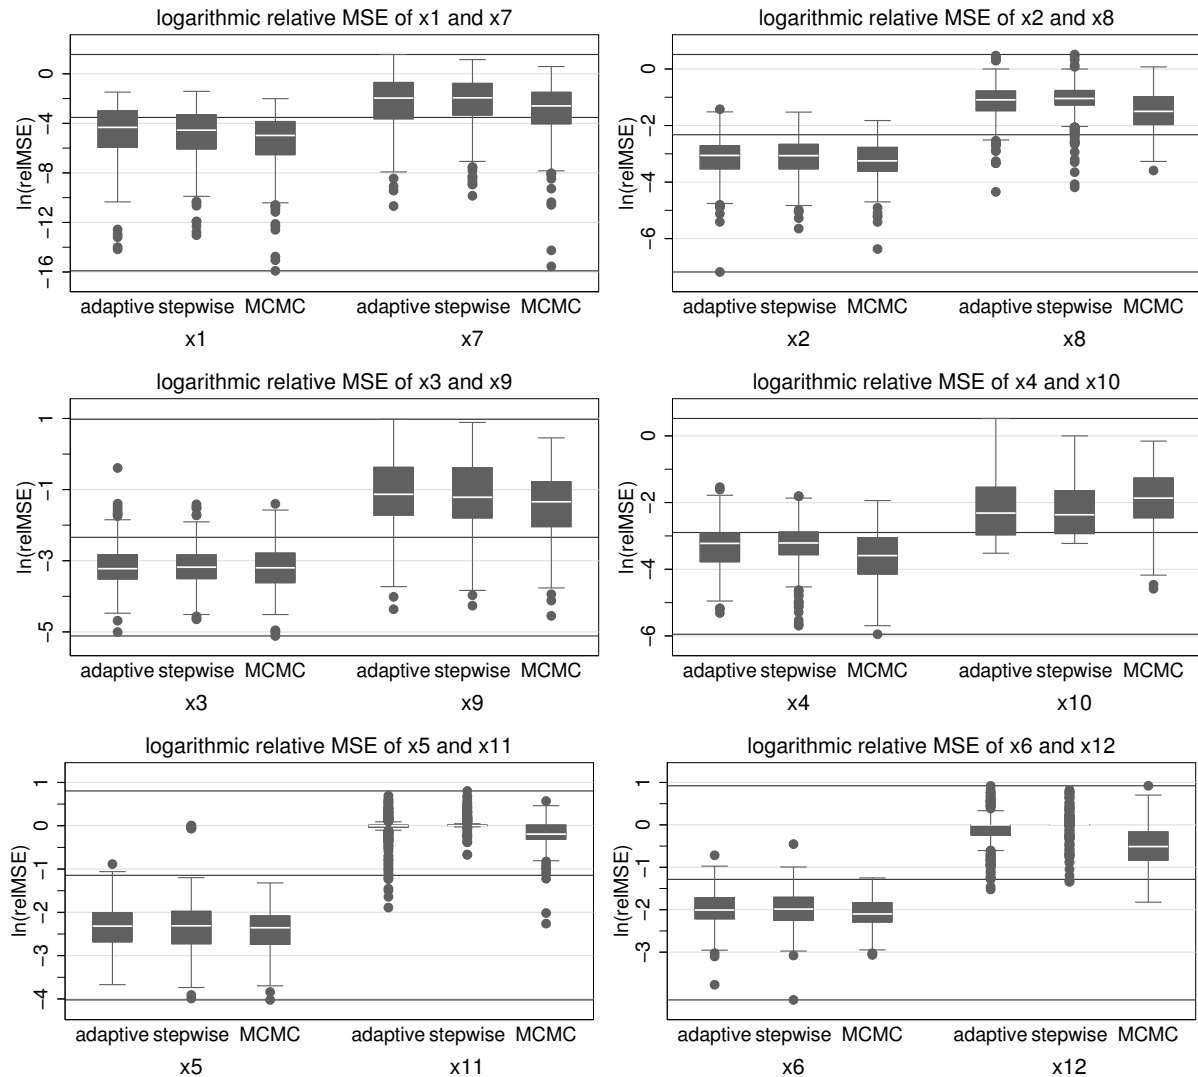 logarithmic relative MSE of x1 and x7
ln(relMSE)
0
−4
−8
−12
−16
adaptive stepwise MCMC adaptive stepwise MCMC
x1 x7
logarithmic relative MSE of x2 and x8
ln(relMSE)
0
−2
−4
−6
adaptive stepwise MCMC adaptive stepwise MCMC
x2 x8
logarithmic relative MSE of x3 and x9
ln(relMSE)
1
−1
−3
−5
adaptive stepwise MCMC adaptive stepwise MCMC
x3 x9
logarithmic relative MSE of x4 and x10
ln(relMSE)
0
−2
−4
−6
adaptive stepwise MCMC adaptive stepwise MCMC
x4 x10
logarithmic relative MSE of x5 and x11
ln(relMSE)
1
0
−1
−2
−3
−4
adaptive stepwise MCMC adaptive stepwise MCMC
x5 x11
logarithmic relative MSE of x6 and x12
ln(relMSE)
1
0
−1
−2
−3
adaptive stepwise MCMC adaptive stepwise MCMC
x6 x12